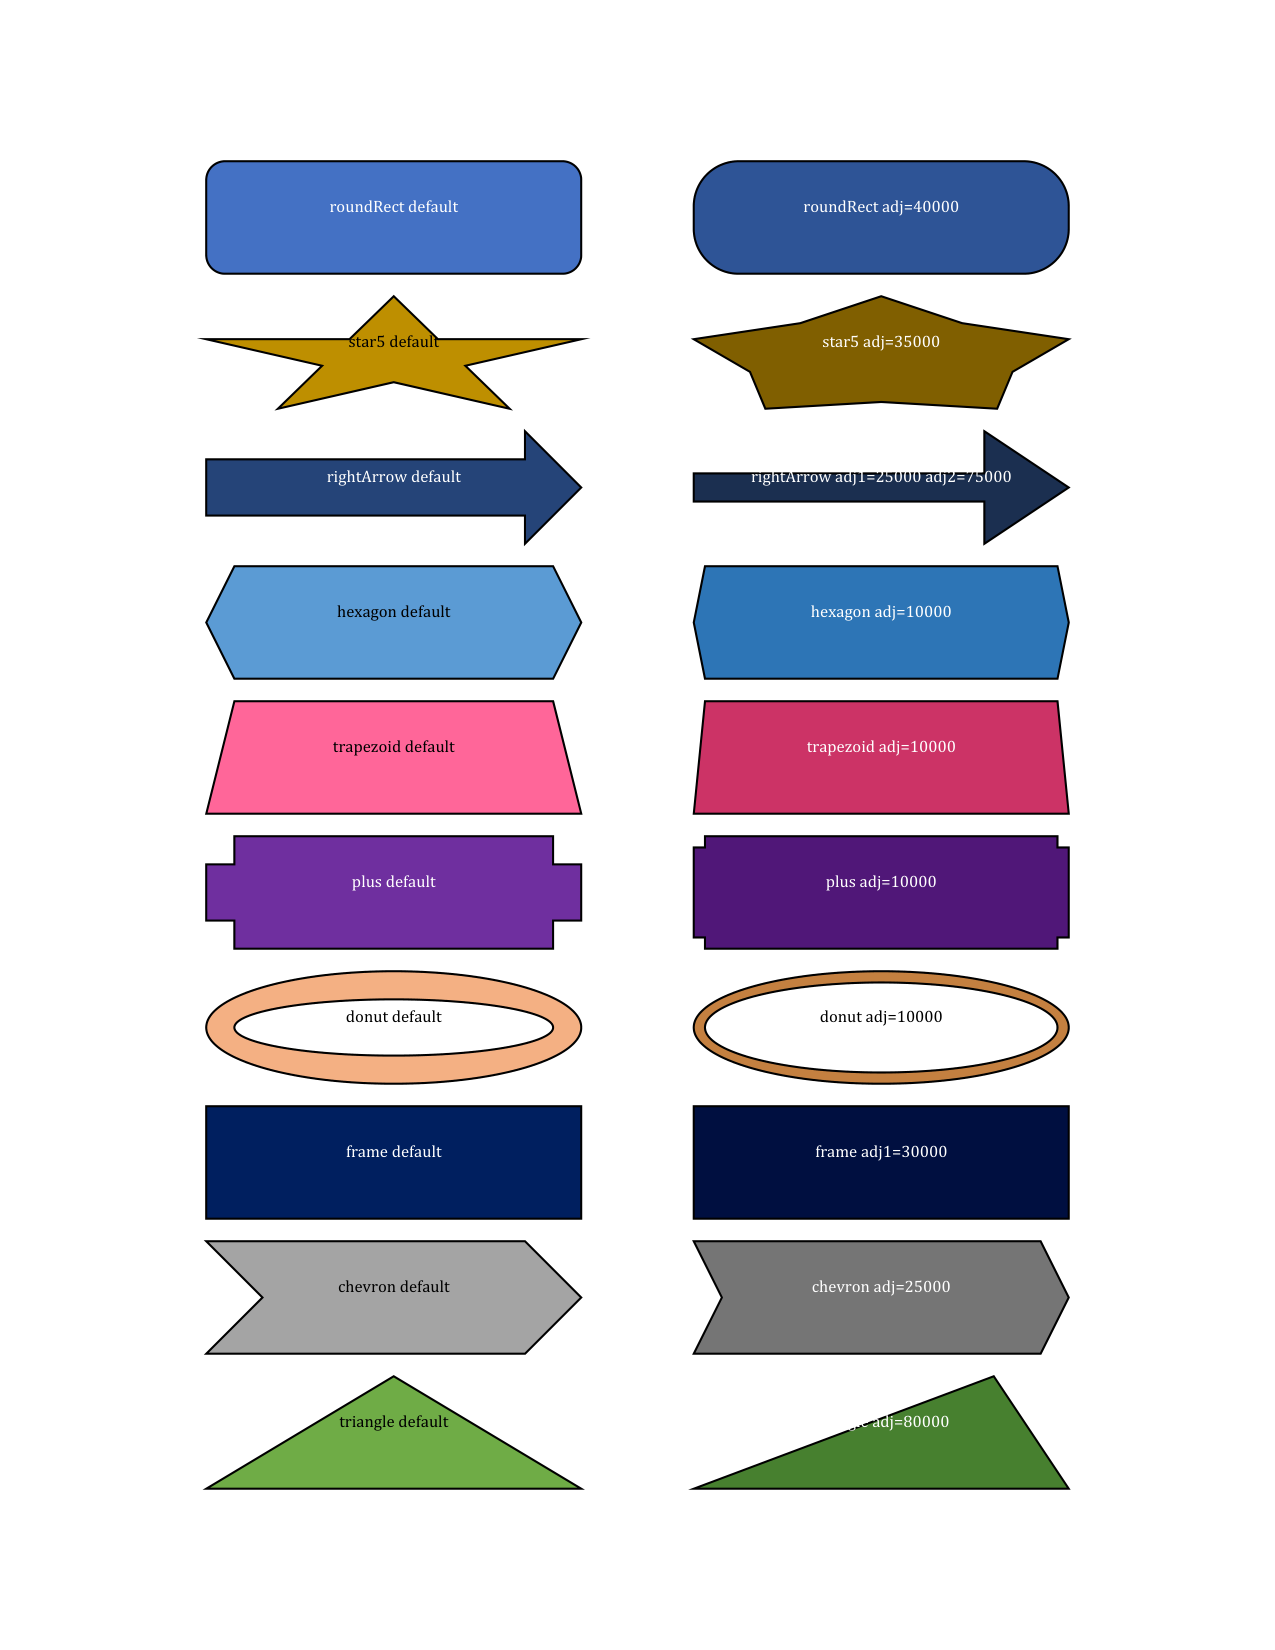 roundRect default
roundRect adj=40000
star5 default
star5 adj=35000
rightArrow default
rightArrow adj1=25000 adj2=75000
hexagon default
hexagon adj=10000
trapezoid default
trapezoid adj=10000
plus default
plus adj=10000
donut default
donut adj=10000
frame default
frame adj1=30000
chevron default
chevron adj=25000
triangle default
adj=80000